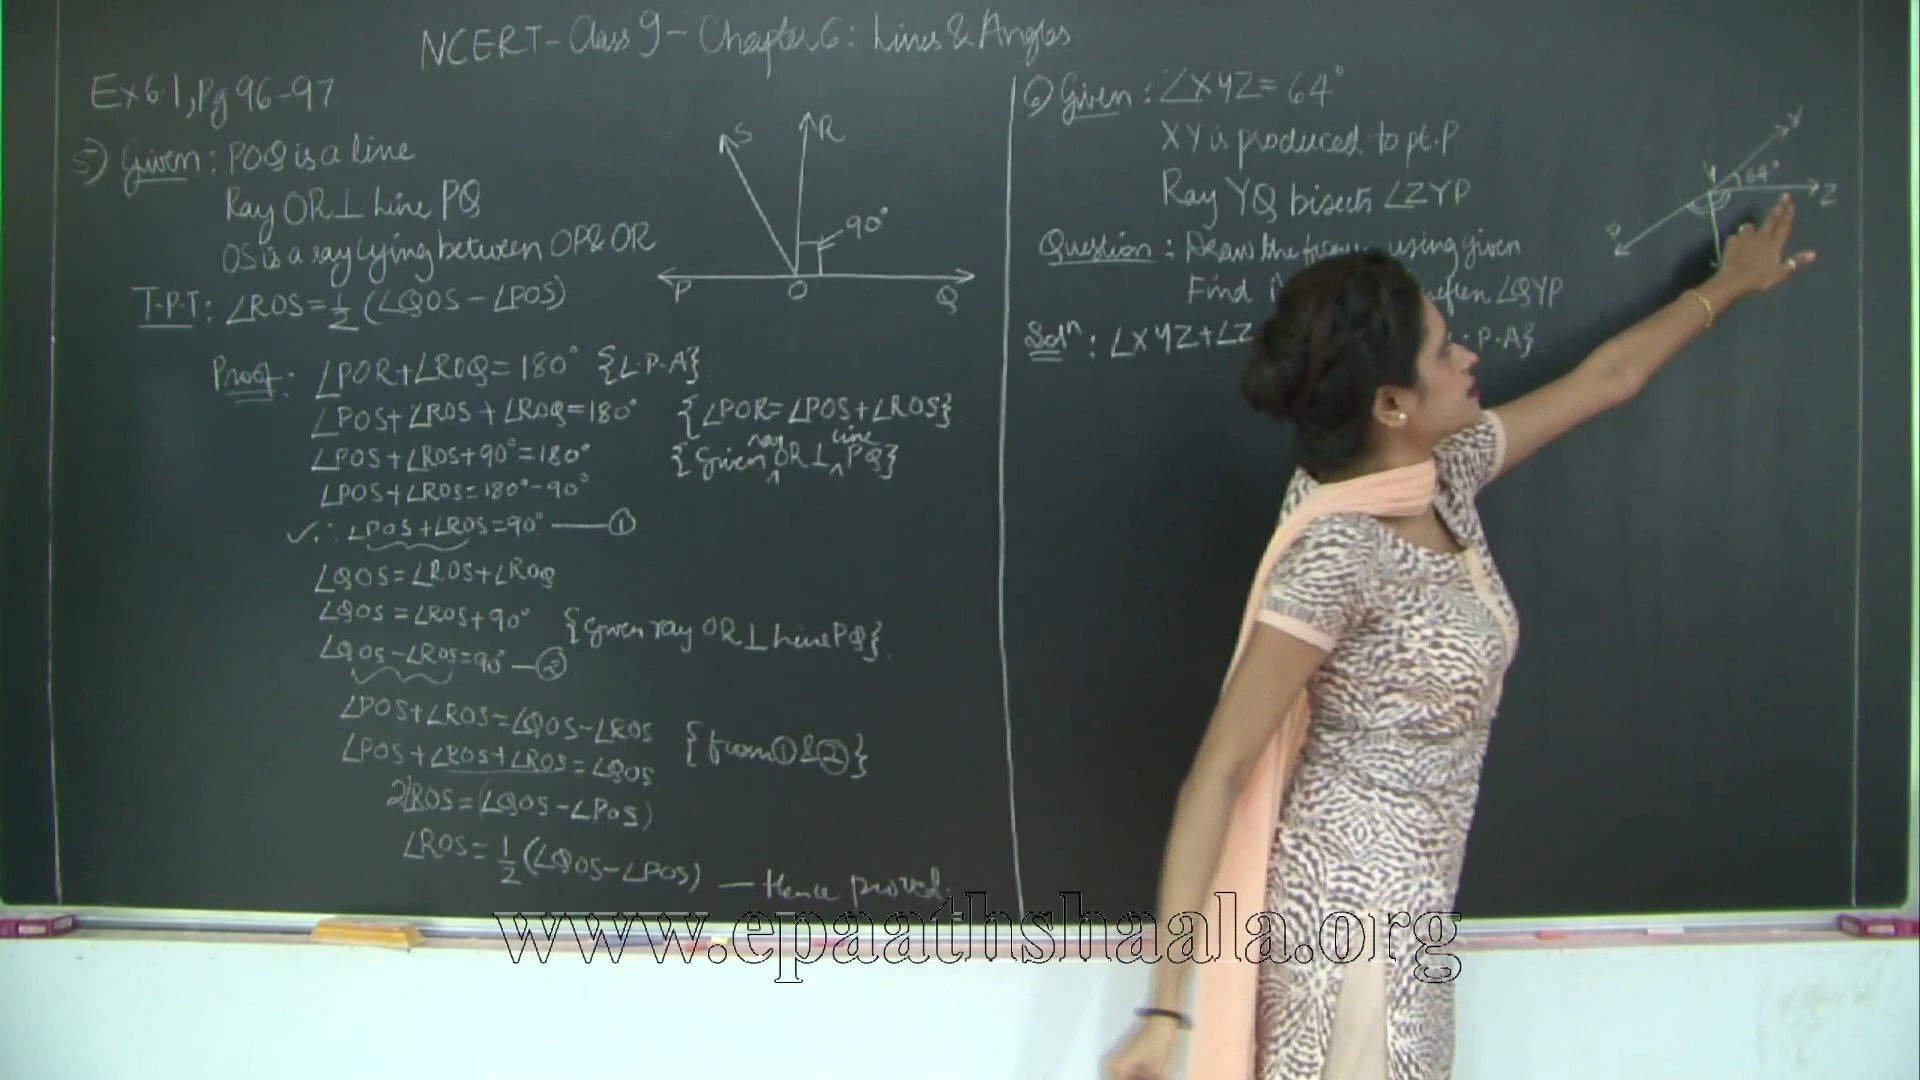 NCERT - Class 9 - Chapter 6 : Lines & Angles
Ex 6.1, Pg 96-97
5) Given : POQ is a line
Ray OR ⊥ Line PQ
OS is a ray lying between OP & OR
T.P.T : ∠ROS = 1/2 (∠QOS - ∠POS)
S
R
90°
P
O
Q
Proof : ∠POR + ∠ROQ = 180° {L.P.A}
∠POS + ∠ROS + ∠ROQ = 180° {∠POR = ∠POS + ∠ROS}
∠POS + ∠ROS + 90° = 180° {Given ray OR ⊥ line PQ}
∠POS + ∠ROS = 180° - 90°
✓ ∴ ∠POS + ∠ROS = 90° — ①
∠QOS = ∠ROS + ∠ROQ
∠QOS = ∠ROS + 90° {Given ray OR ⊥ Line PQ}
∠QOS - ∠ROS = 90° — ②
∠POS + ∠ROS = ∠QOS - ∠ROS {from ① & ②}
∠POS + ∠ROS + ∠ROS = ∠QOS
2∠ROS = (∠QOS - ∠POS)
∠ROS = 1/2 (∠QOS - ∠POS) — Hence proved.
6) Given : ∠XYZ = 64°
XY is produced to pt. P
Ray YQ bisects ∠ZYP
Question : Draw the using given
Find ∠QYP
Soln : ∠XYZ + ∠Z .P.A}
Y
64°
Z
P
www.epaathshaala.org